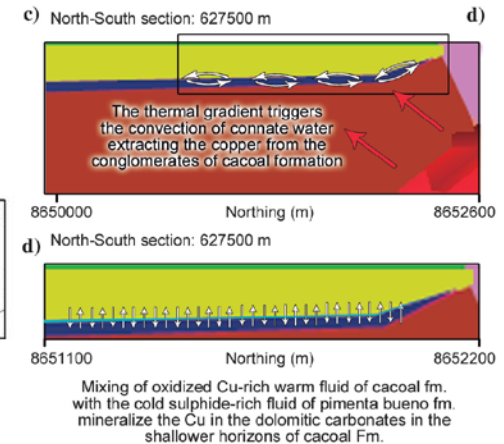 c) North-South section: 627500 m d)
The thermal gradient triggers
the convection of connate water
extracting the copper from the
conglomerates of cacoal formation
8650000 Northing (m) 8652600
d) North-South section: 627500 m
8651100 Northing (m) 8652200
Mixing of oxidized Cu-rich warm fluid of cacoal fm.
with the cold sulphide-rich fluid of pimenta bueno fm.
mineralize the Cu in the dolomitic carbonates in the
shallower horizons of cacoal Fm.